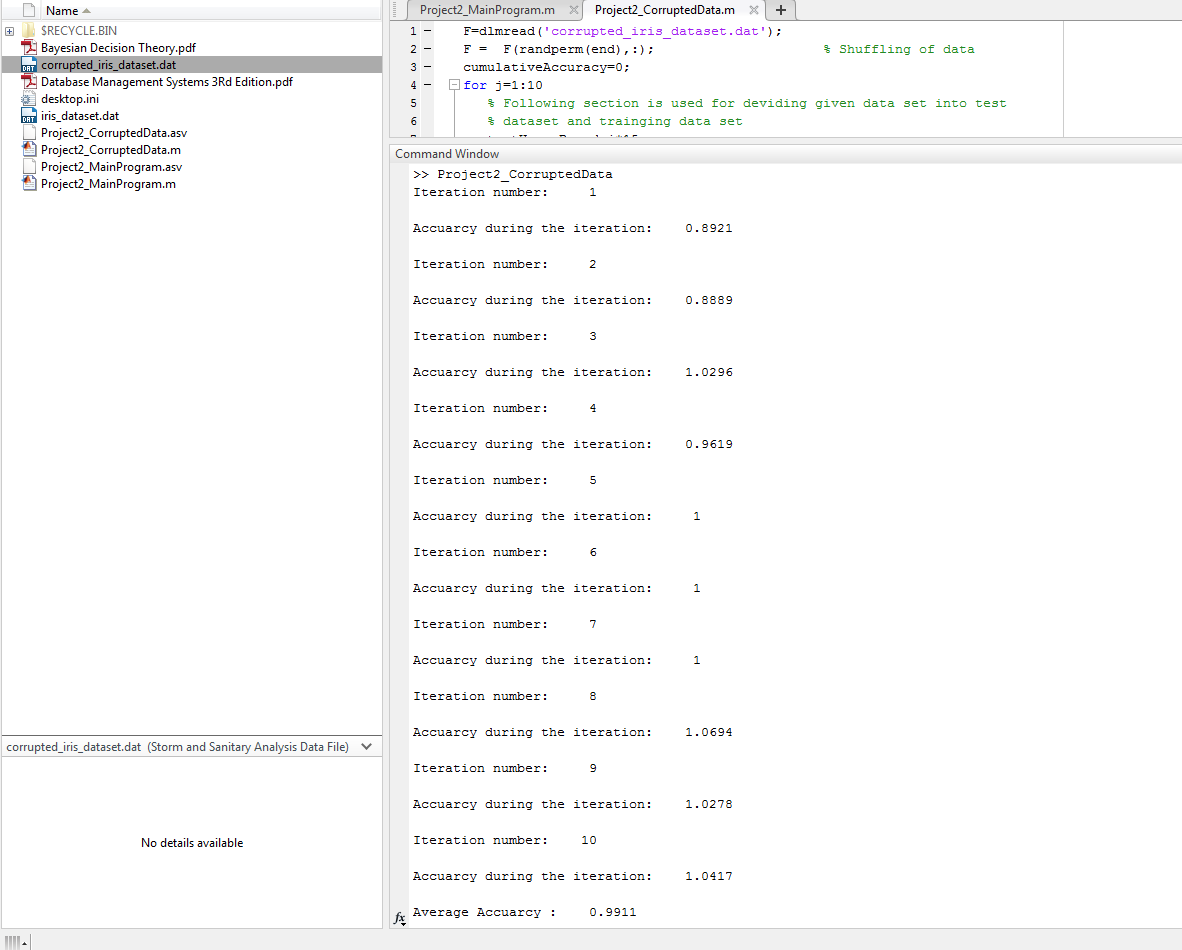 Name
$RECYCLE.BIN
Bayesian Decision Theory.pdf
corrupted_iris_dataset.dat
Database Management Systems 3Rd Edition.pdf
desktop.ini
iris_dataset.dat
Project2_CorruptedData.asv
Project2_CorruptedData.m
Project2_MainProgram.asv
Project2_MainProgram.m
corrupted_iris_dataset.dat (Storm and Sanitary Analysis Data File)
No details available
Project2_MainProgram.m Project2_CorruptedData.m
1 F=dlmread('corrupted_iris_dataset.dat');
2 F = F(randperm(end),:); % Shuffling of data
3 cumulativeAccuracy=0;
4 for j=1:10
5 % Following section is used for deviding given data set into test
6 % dataset and trainging data set
Command Window
>> Project2_CorruptedData
Iteration number: 1
Accuarcy during the iteration: 0.8921
Iteration number: 2
Accuarcy during the iteration: 0.8889
Iteration number: 3
Accuarcy during the iteration: 1.0296
Iteration number: 4
Accuarcy during the iteration: 0.9619
Iteration number: 5
Accuarcy during the iteration: 1
Iteration number: 6
Accuarcy during the iteration: 1
Iteration number: 7
Accuarcy during the iteration: 1
Iteration number: 8
Accuarcy during the iteration: 1.0694
Iteration number: 9
Accuarcy during the iteration: 1.0278
Iteration number: 10
Accuarcy during the iteration: 1.0417
Average Accuarcy : 0.9911
fx